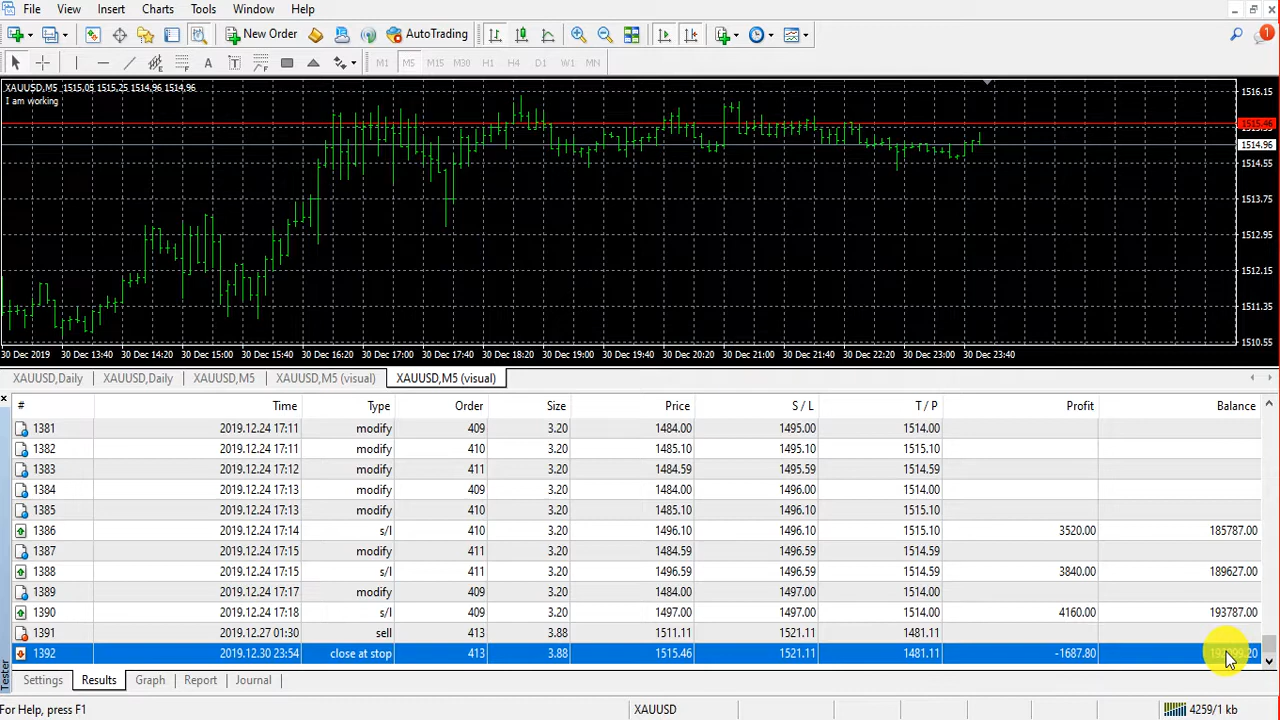 File View Insert Charts Tools Window Help
New Order AutoTrading 1
A T M1 M5 M15 M30 H1 H4 D1 W1 MN
XAUUSD,M5 1515.05 1515.25 1514.96 1514.96
I am working
1516.15
1515.46
1514.96
1514.55
1513.75
1512.95
1512.15
1511.35
1510.55
30 Dec 2019 30 Dec 13:40 30 Dec 14:20 30 Dec 15:00 30 Dec 15:40 30 Dec 16:20 30 Dec 17:00 30 Dec 17:40 30 Dec 18:20 30 Dec 19:00 30 Dec 19:40 30 Dec 20:20 30 Dec 21:00 30 Dec 21:40 30 Dec 22:20 30 Dec 23:00 30 Dec 23:40
XAUUSD,Daily XAUUSD,Daily XAUUSD,M5 XAUUSD,M5 (visual) XAUUSD,M5 (visual)
# Time Type Order Size Price S / L T / P Profit Balance
1381 2019.12.24 17:11 modify 409 3.20 1484.00 1495.00 1514.00
1382 2019.12.24 17:11 modify 410 3.20 1485.10 1495.10 1515.10
1383 2019.12.24 17:12 modify 411 3.20 1484.59 1495.59 1514.59
1384 2019.12.24 17:13 modify 409 3.20 1484.00 1496.00 1514.00
1385 2019.12.24 17:13 modify 410 3.20 1485.10 1496.10 1515.10
1386 2019.12.24 17:14 s/l 410 3.20 1496.10 1496.10 1515.10 3520.00 185787.00
1387 2019.12.24 17:15 modify 411 3.20 1484.59 1496.59 1514.59
1388 2019.12.24 17:15 s/l 411 3.20 1496.59 1496.59 1514.59 3840.00 189627.00
1389 2019.12.24 17:17 modify 409 3.20 1484.00 1497.00 1514.00
1390 2019.12.24 17:18 s/l 409 3.20 1497.00 1497.00 1514.00 4160.00 193787.00
1391 2019.12.27 01:30 sell 413 3.88 1511.11 1521.11 1481.11
1392 2019.12.30 23:54 close at stop 413 3.88 1515.46 1521.11 1481.11 -1687.80
Tester
Settings Results Graph Report Journal
For Help, press F1 XAUUSD 4259/1 kb